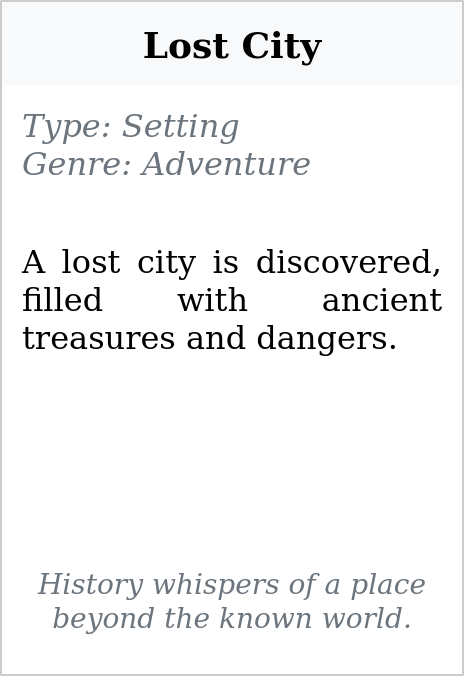 Lost City
Type: Setting
Genre: Adventure
A lost city is discovered,
filled with ancient
treasures and dangers.
History whispers of a place
beyond the known world.